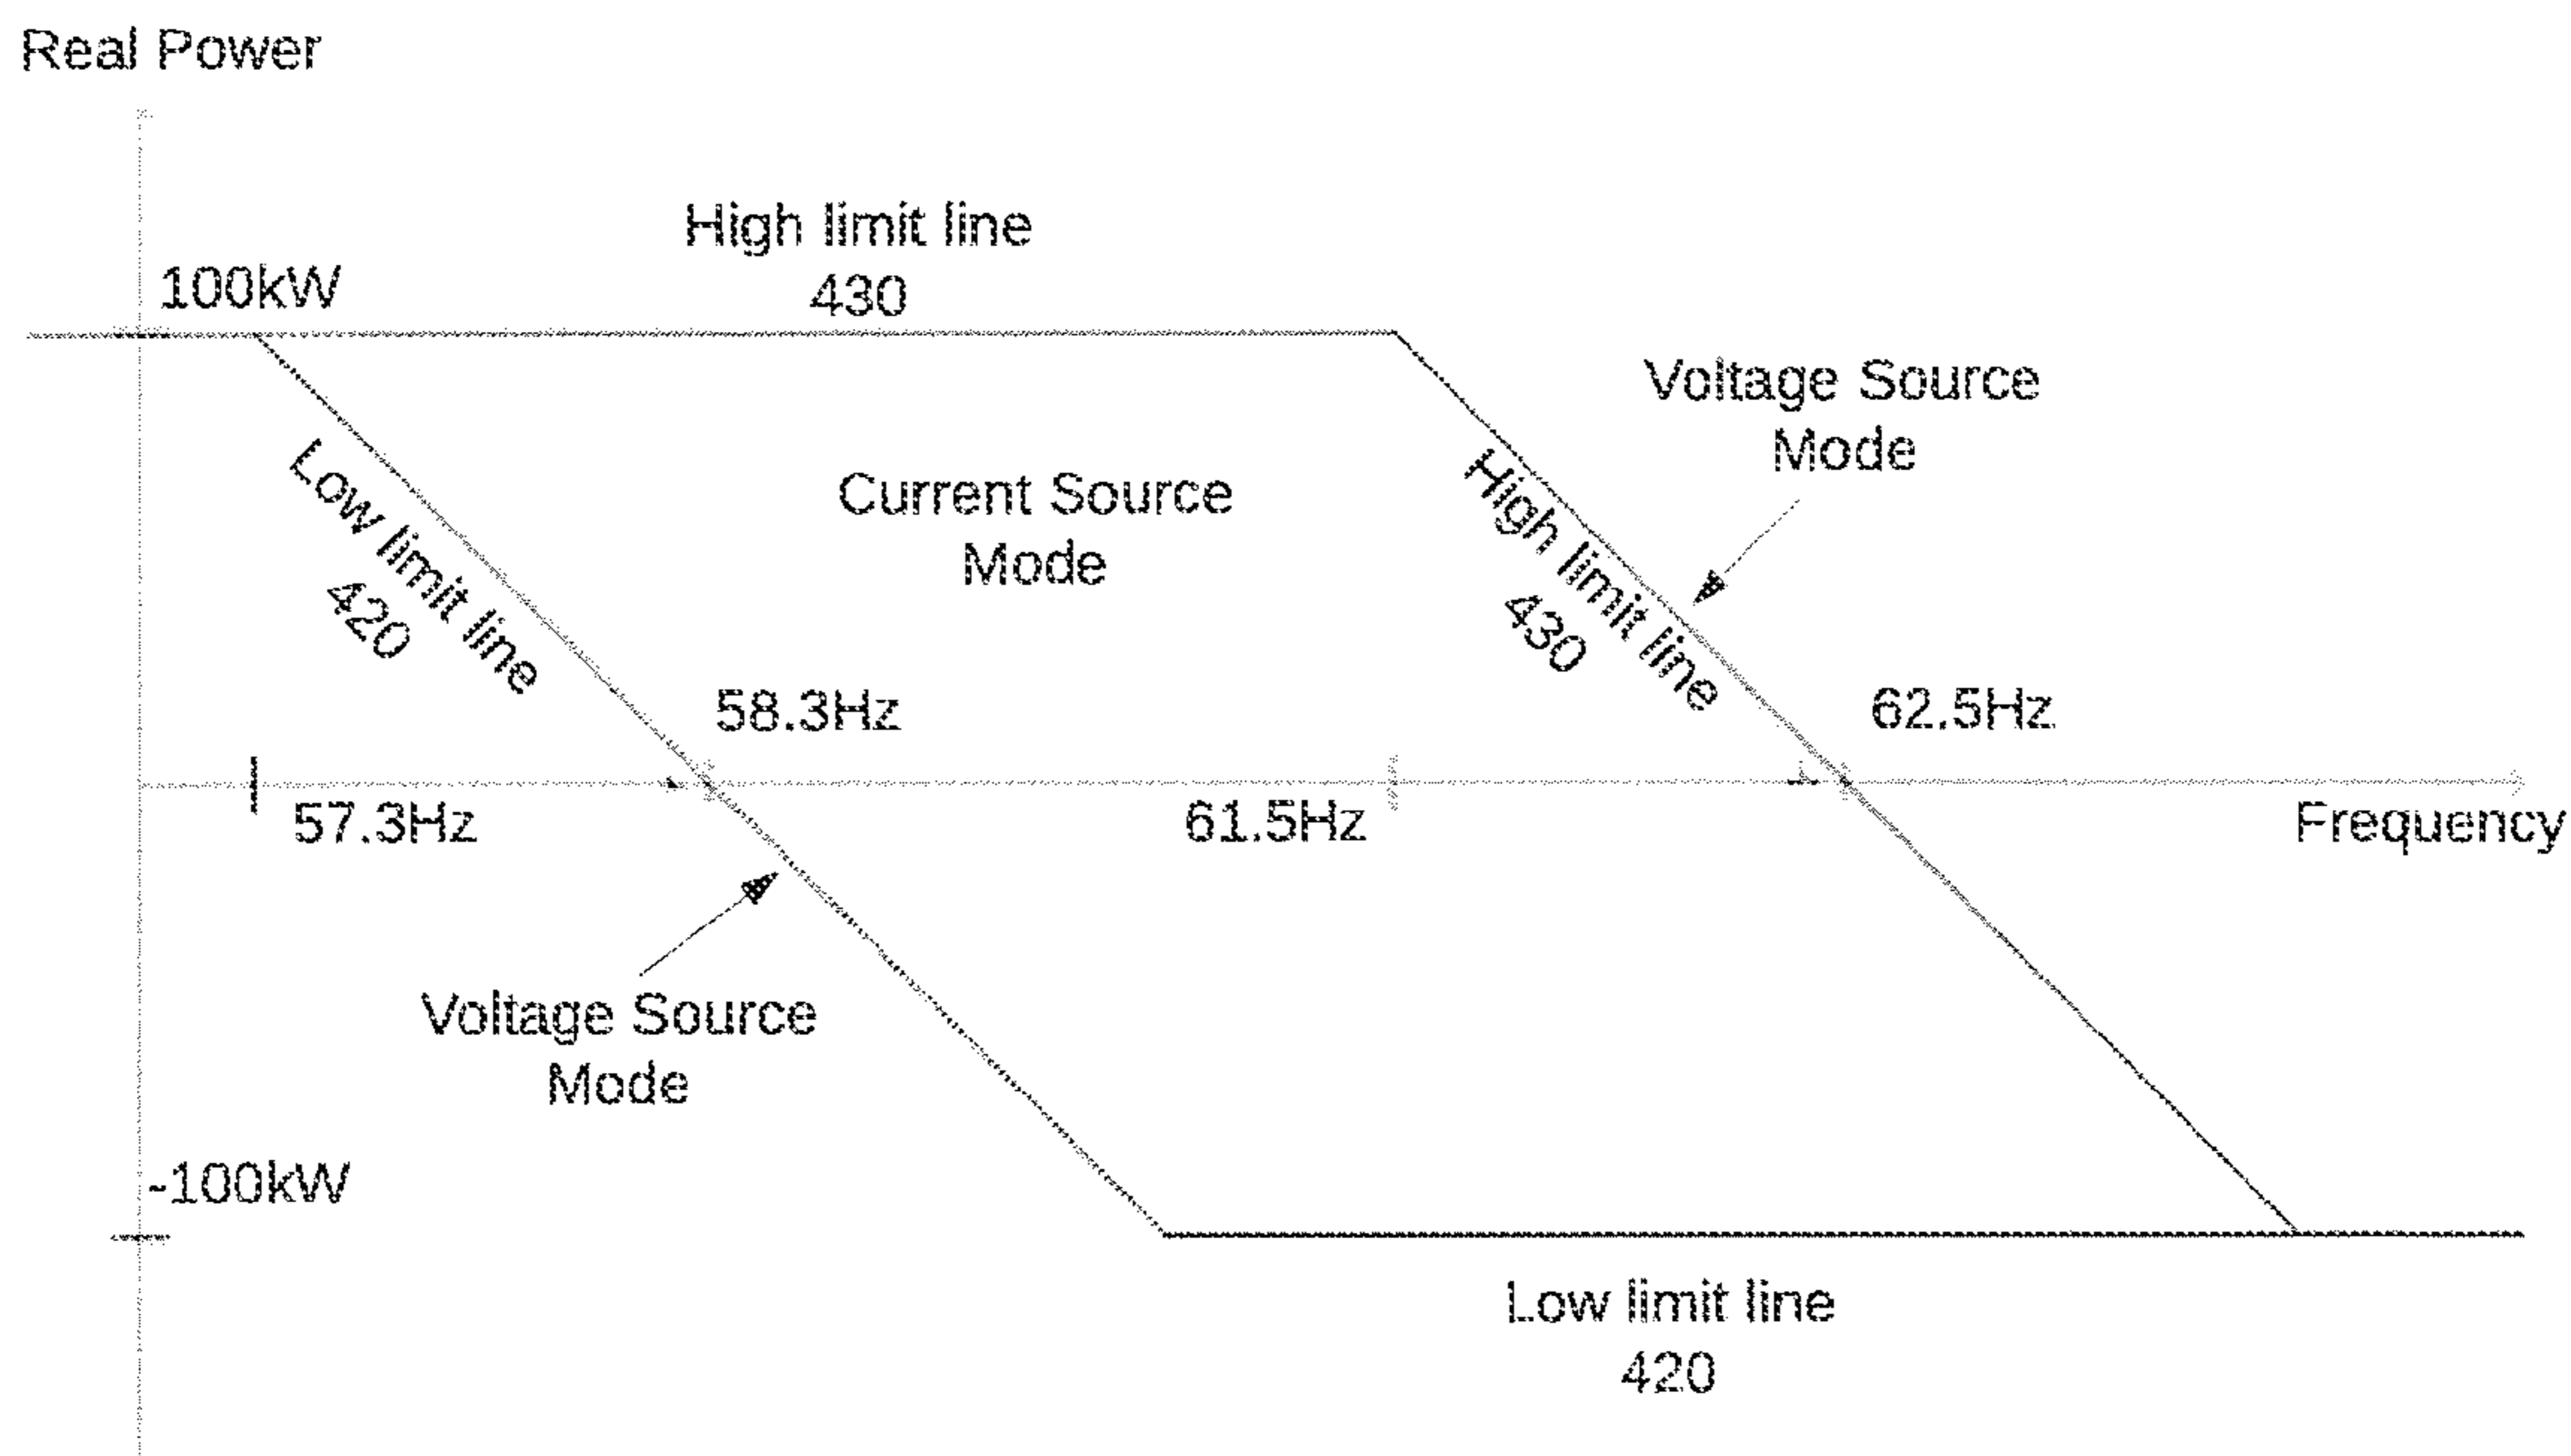 Real Power
High limit line
430
100kW
Voltage Source
Mode
Low limit line
420
Current Source
Mode
High limit line
430
58.3Hz
62.5Hz
57.3Hz
61.5Hz
Frequency
Voltage Source
Mode
-100kW
Low limit line
420